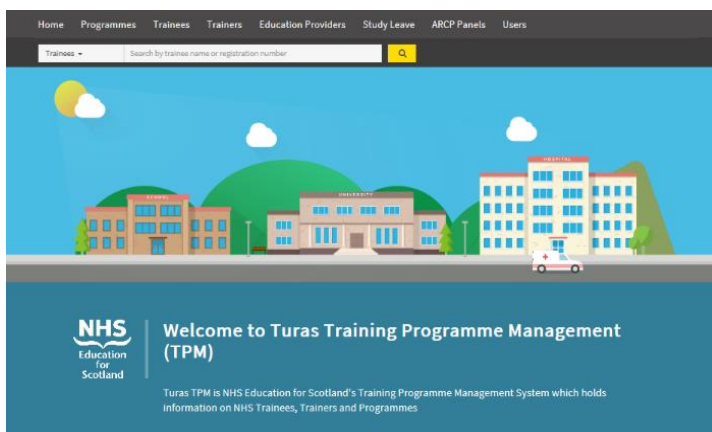 Home Programmes Trainees Trainers Education Providers Study Leave ARCP Panels Users
Trainees Search by trainee name or registration number
SCHOOL
UNIVERSITY
HOSPITAL
NHS
Education
for
Scotland
Welcome to Turas Training Programme Management
(TPM)
Turas TPM is NHS Education for Scotland's Training Programme Management System which holds
information on NHS Trainees, Trainers and Programmes